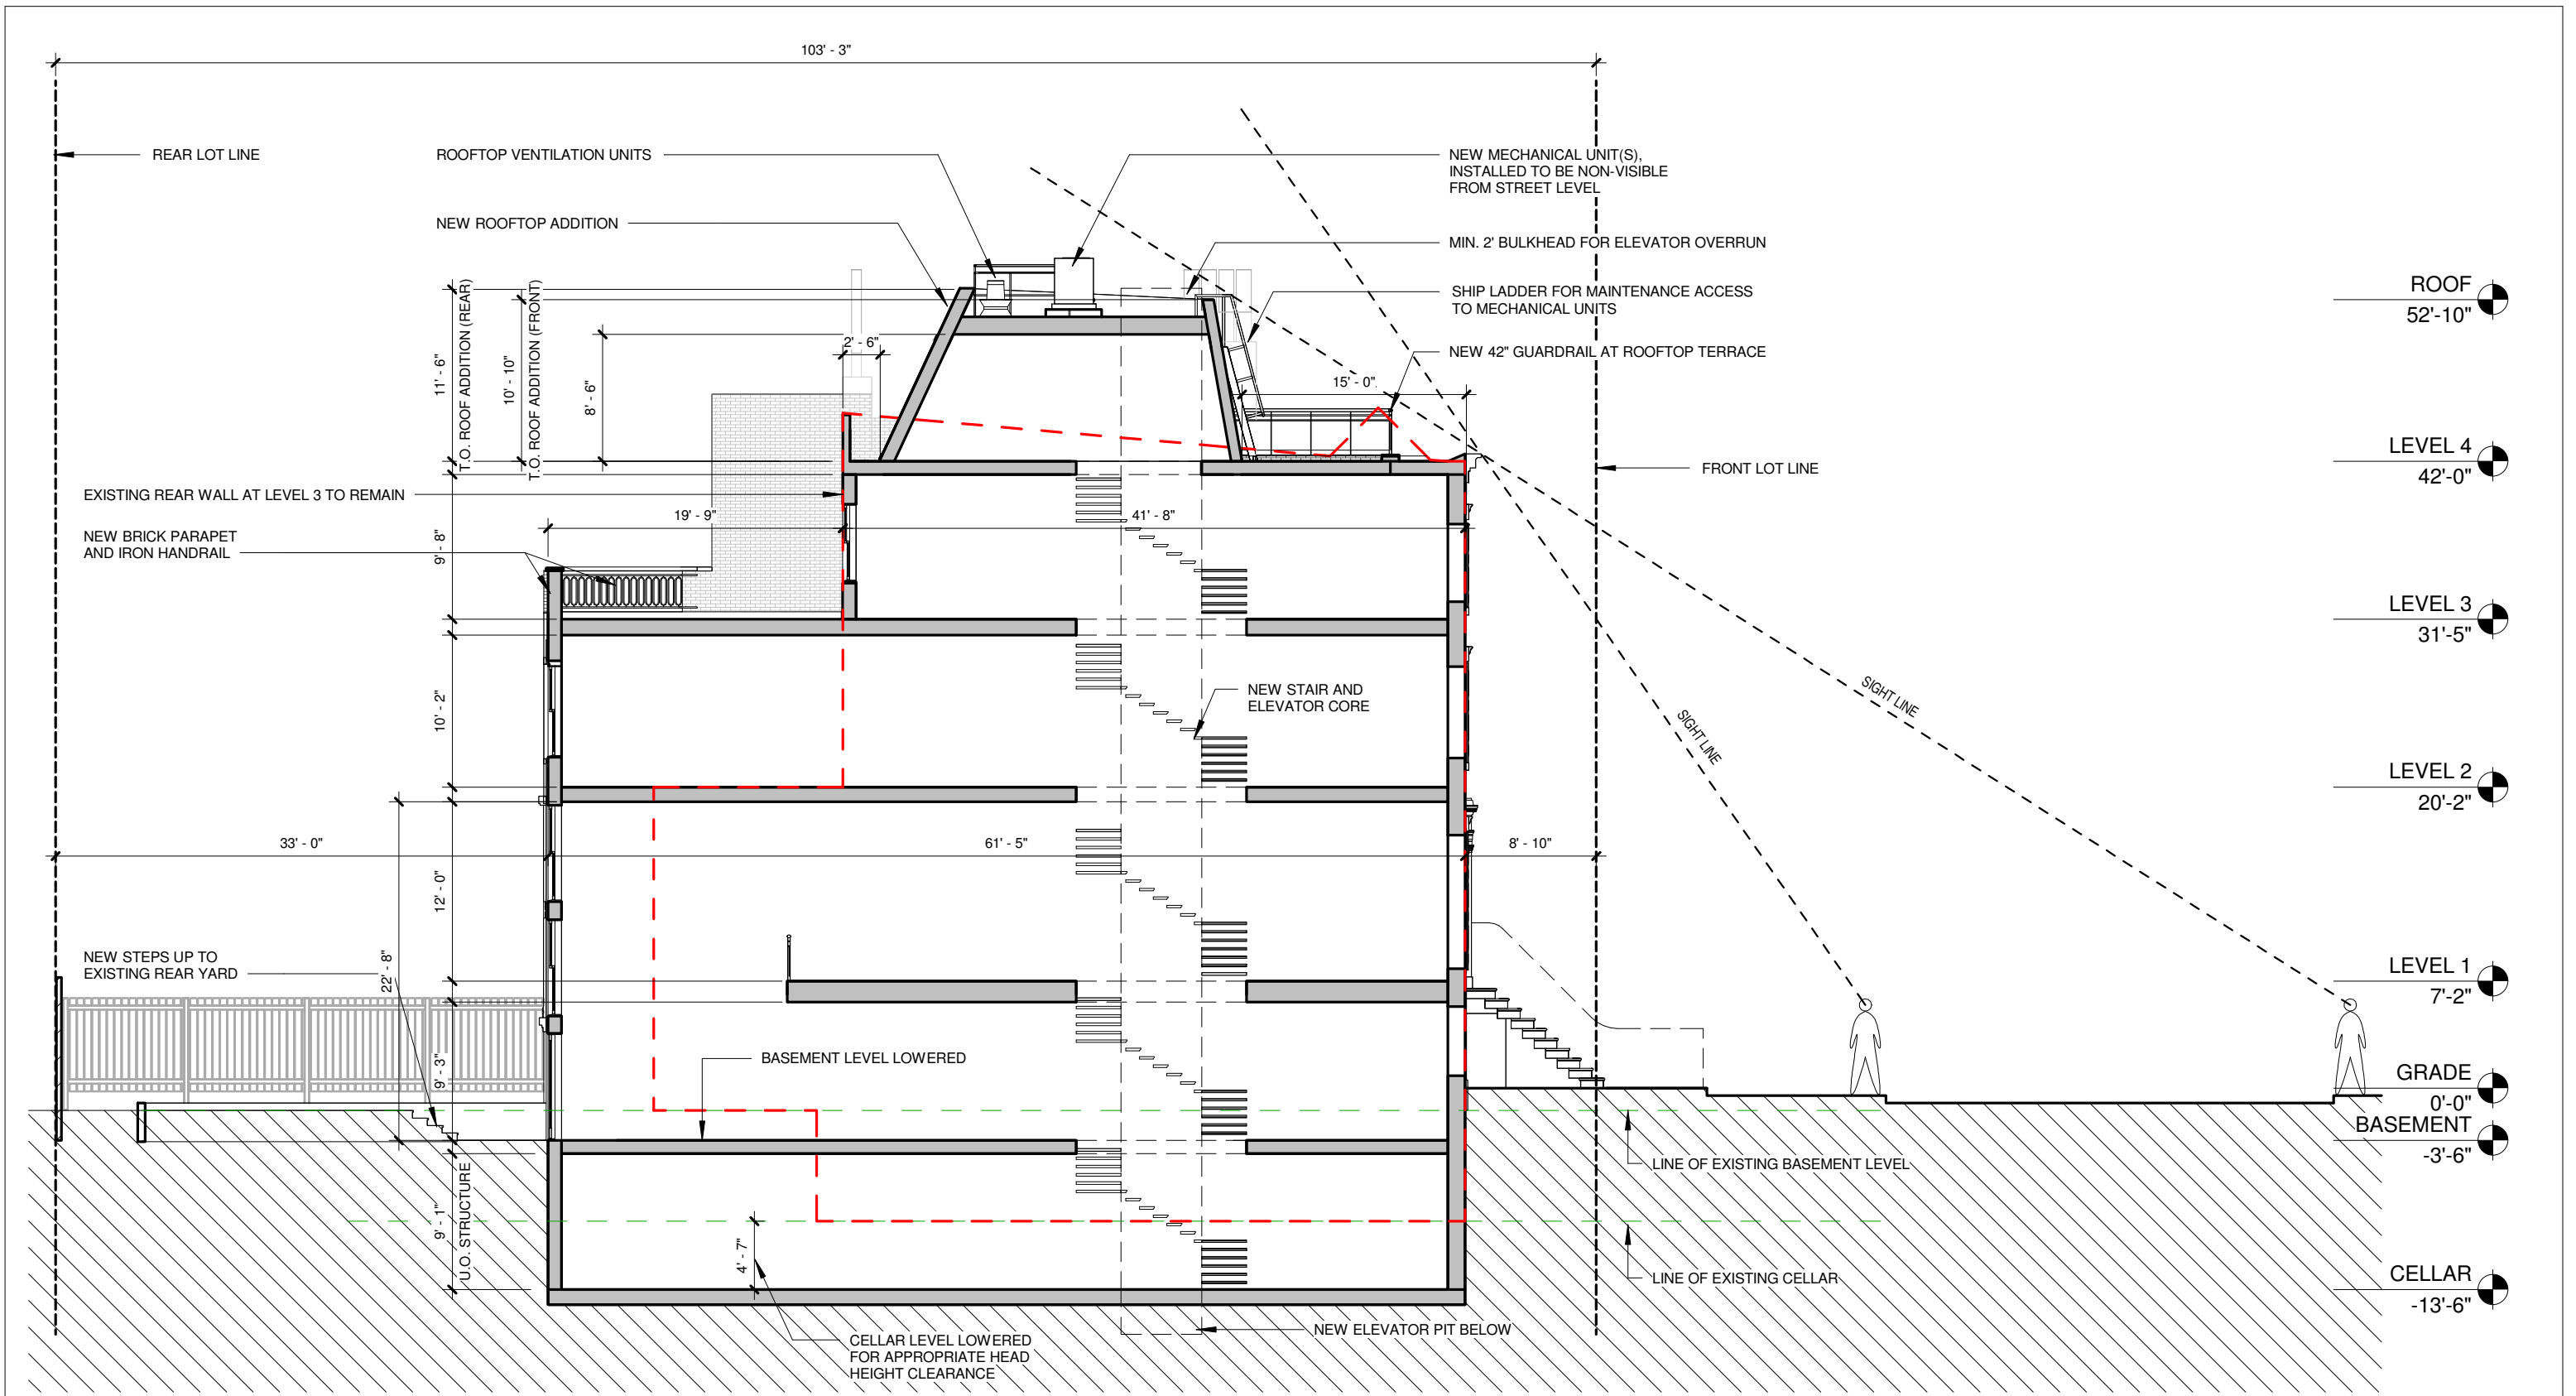 103' - 3"
REAR LOT LINE
ROOFTOP VENTILATION UNITS
NEW MECHANICAL UNIT(S),
INSTALLED TO BE NON-VISIBLE
FROM STREET LEVEL
NEW ROOFTOP ADDITION
MIN. 2' BULKHEAD FOR ELEVATOR OVERRUN
SHIP LADDER FOR MAINTENANCE ACCESS
TO MECHANICAL UNITS
NEW 42" GUARDRAIL AT ROOFTOP TERRACE
ROOF
52'-10"
11' - 6"
T.O. ROOF ADDITION (REAR)
10' - 10"
T.O. ROOF ADDITION (FRONT)
8' - 6"
2' - 6"
15' - 0"
LEVEL 4
42'-0"
FRONT LOT LINE
EXISTING REAR WALL AT LEVEL 3 TO REMAIN
19' - 9"
41' - 8"
NEW BRICK PARAPET
AND IRON HANDRAIL
9' - 8"
LEVEL 3
31'-5"
10' - 2"
NEW STAIR AND
ELEVATOR CORE
SIGHT LINE
SIGHT LINE
LEVEL 2
20'-2"
33' - 0"
61' - 5"
8' - 10"
12' - 0"
22' - 8"
NEW STEPS UP TO
EXISTING REAR YARD
LEVEL 1
7'-2"
9' - 3"
BASEMENT LEVEL LOWERED
GRADE
0'-0"
BASEMENT
-3'-6"
LINE OF EXISTING BASEMENT LEVEL
9' - 1"
U.O. STRUCTURE
4' - 7"
LINE OF EXISTING CELLAR
CELLAR
-13'-6"
NEW ELEVATOR PIT BELOW
CELLAR LEVEL LOWERED
FOR APPROPRIATE HEAD
HEIGHT CLEARANCE